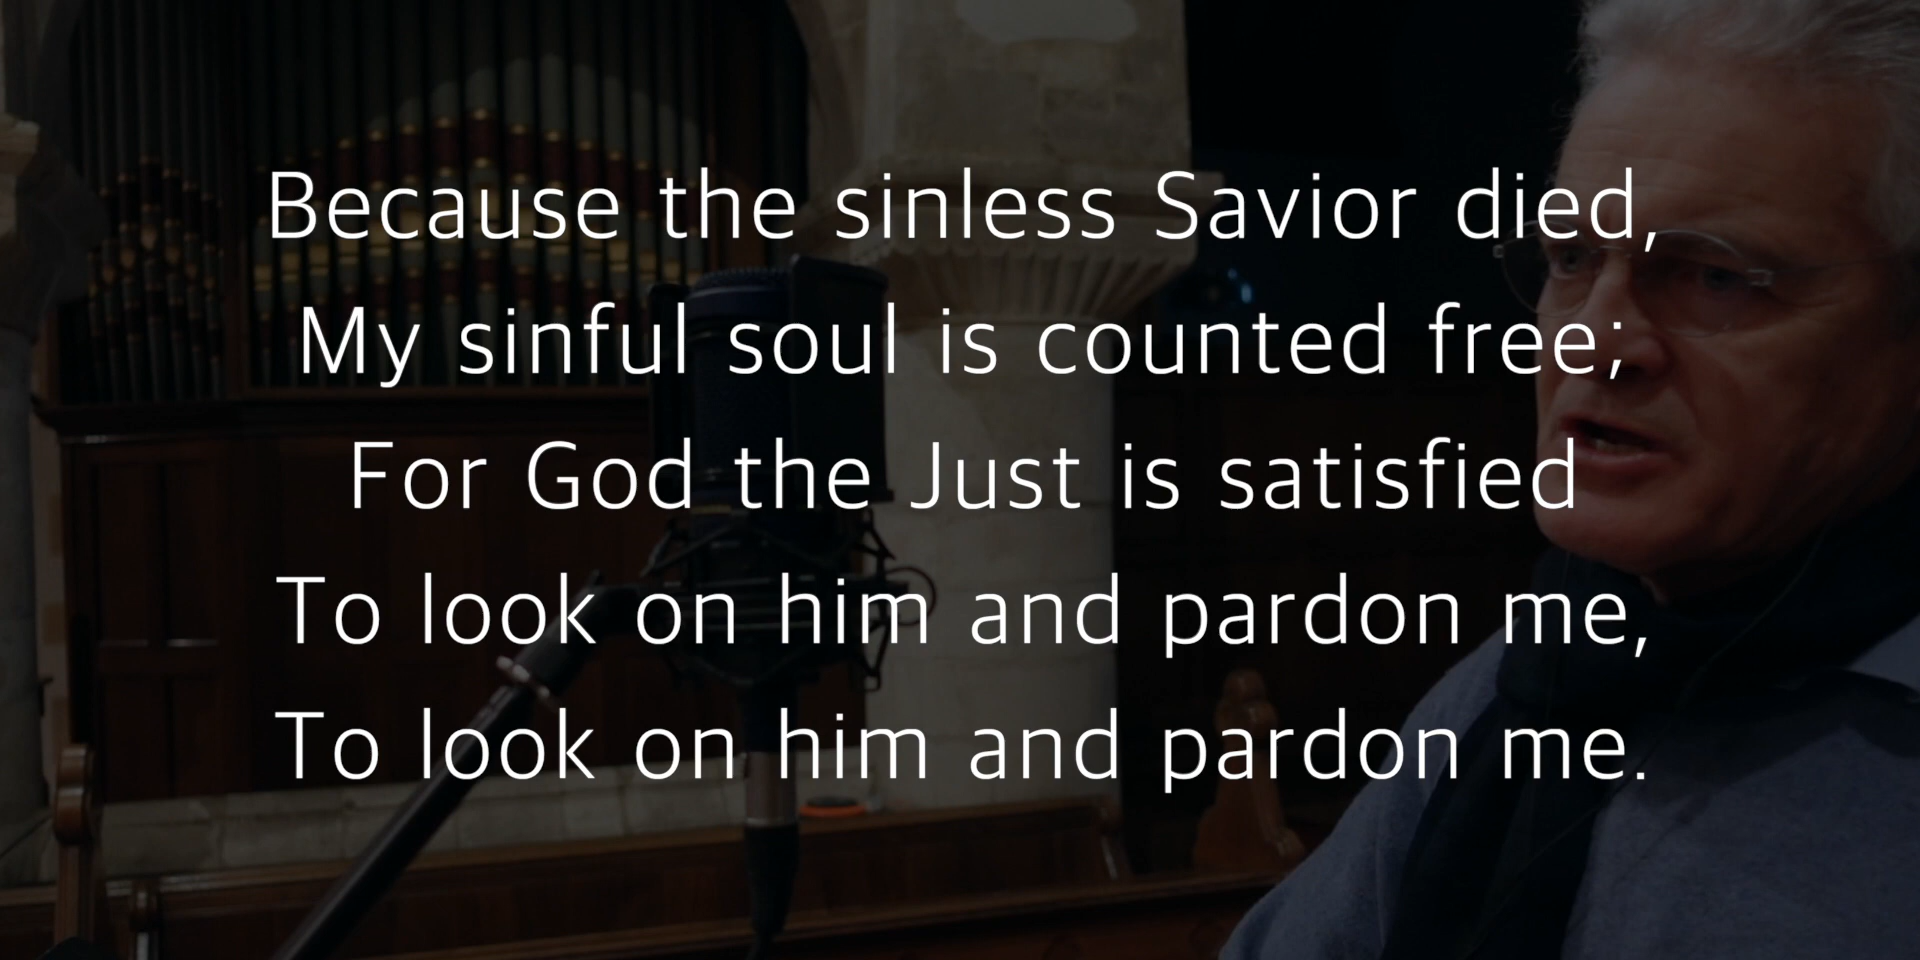 Because the sinless Savior died,
My sinful soul is counted free;
For God the Just is satisfied
To look on him and pardon me,
To look on him and pardon me.